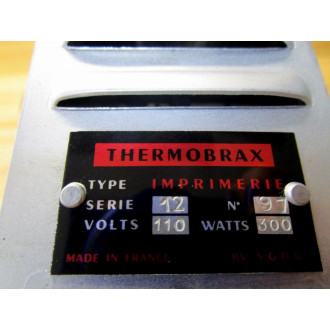 THERMOBRAX
TYPE IMPRIMERIE
SERIE 12 N° 97
VOLTS 110 WATTS 300
MADE IN FRANCE